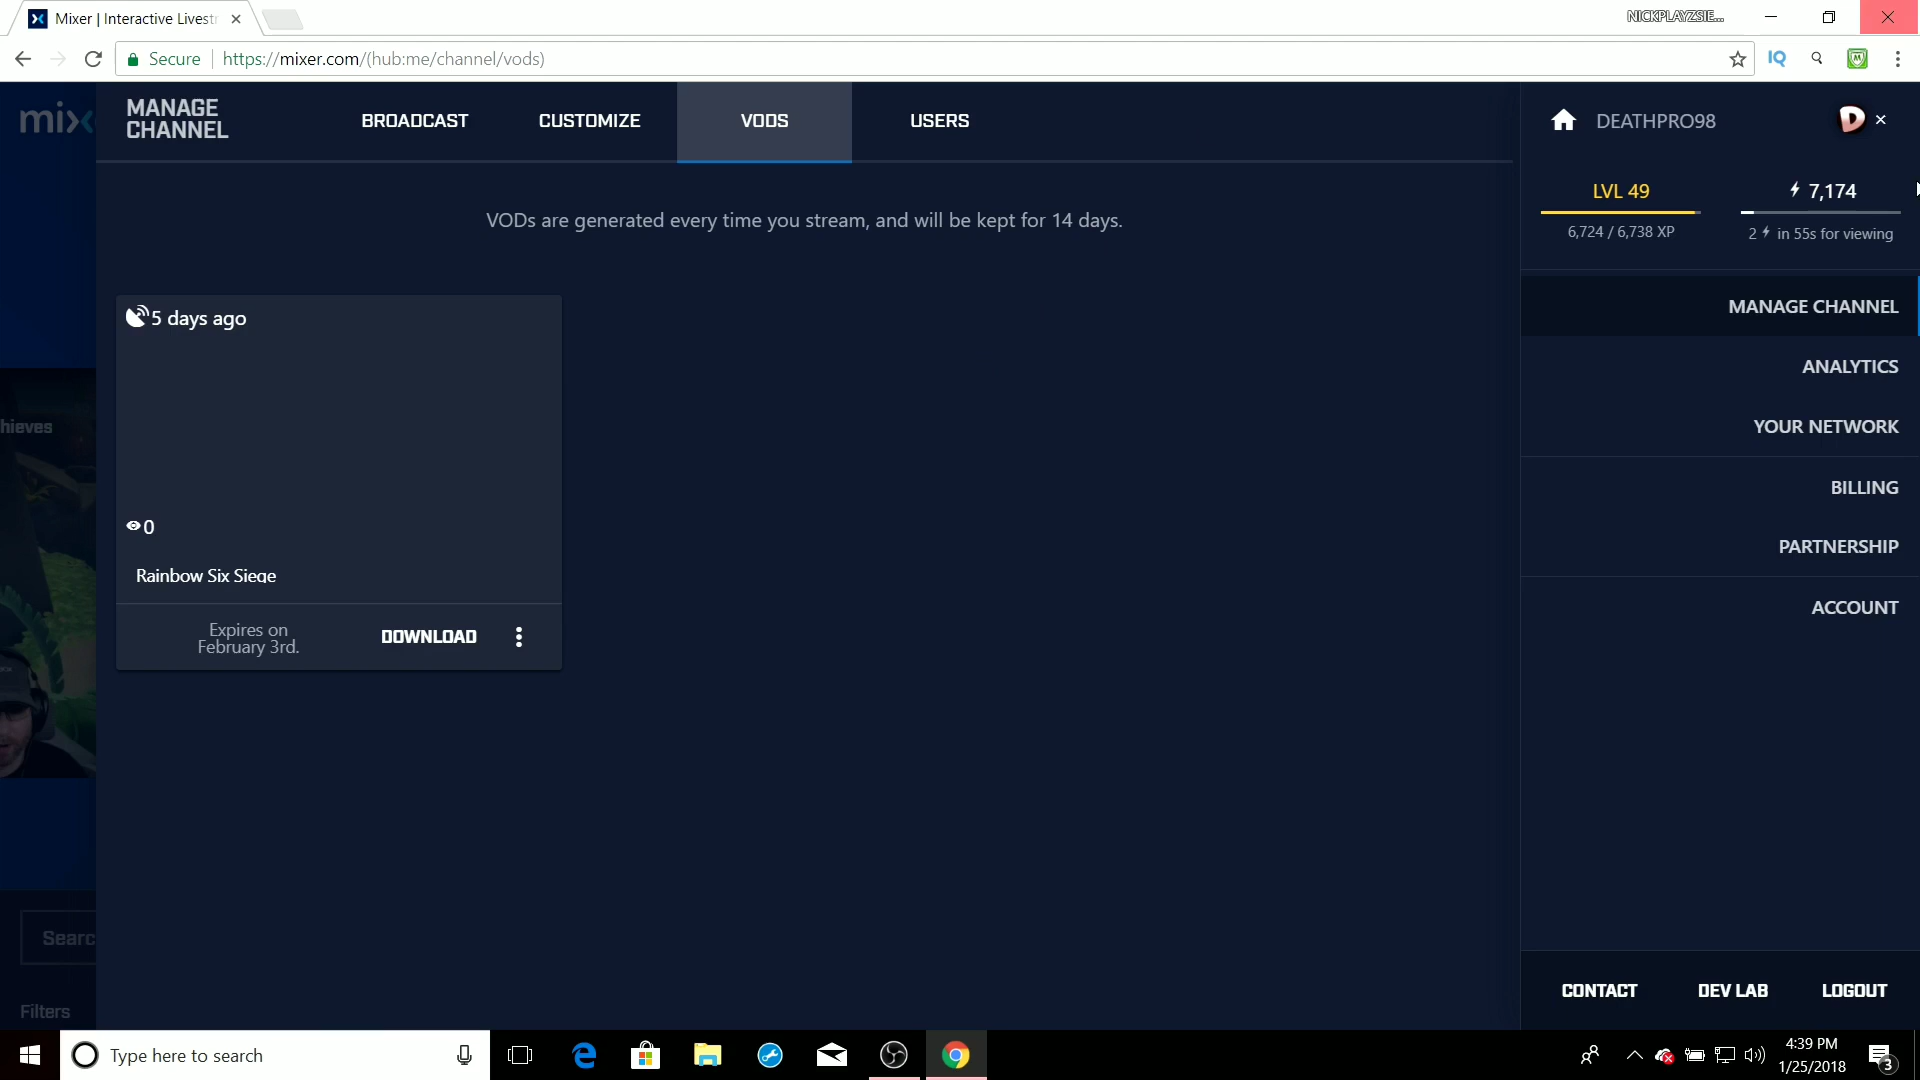 Mixer | Interactive Livestr
NICKPLAYZSIE...
Secure
https://mixer.com/(hub:me/channel/vods)
IQ
mix
MANAGE
CHANNEL
BROADCAST
CUSTOMIZE
VODS
USERS
DEATHPRO98
D
LVL 49
7,174
6,724 / 6,738 XP
2 in 55s for viewing
VODs are generated every time you stream, and will be kept for 14 days.
MANAGE CHANNEL
ANALYTICS
YOUR NETWORK
BILLING
PARTNERSHIP
ACCOUNT
5 days ago
hieves
0
Rainbow Six Siege
Expires on
February 3rd.
DOWNLOAD
Searc
Filters
CONTACT
DEV LAB
LOGOUT
Type here to search
4:39 PM
1/25/2018
3